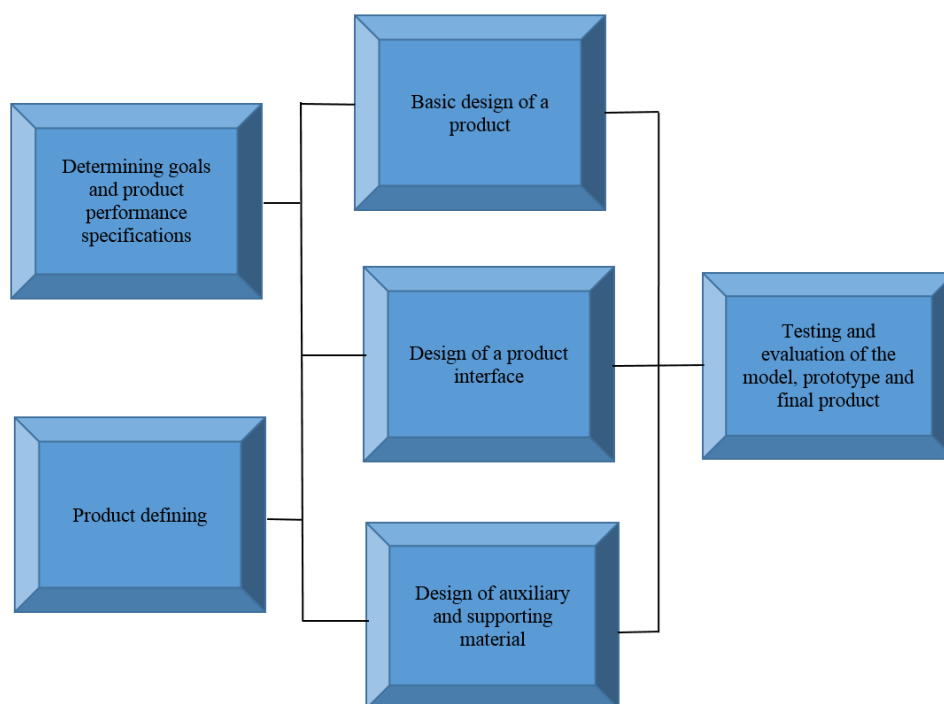 Determining goals
and product
performance
specifications
Product defining
Basic design of a
product
Design of a product
interface
Design of auxiliary
and supporting
material
Testing and
evaluation of the
model, prototype and
final product